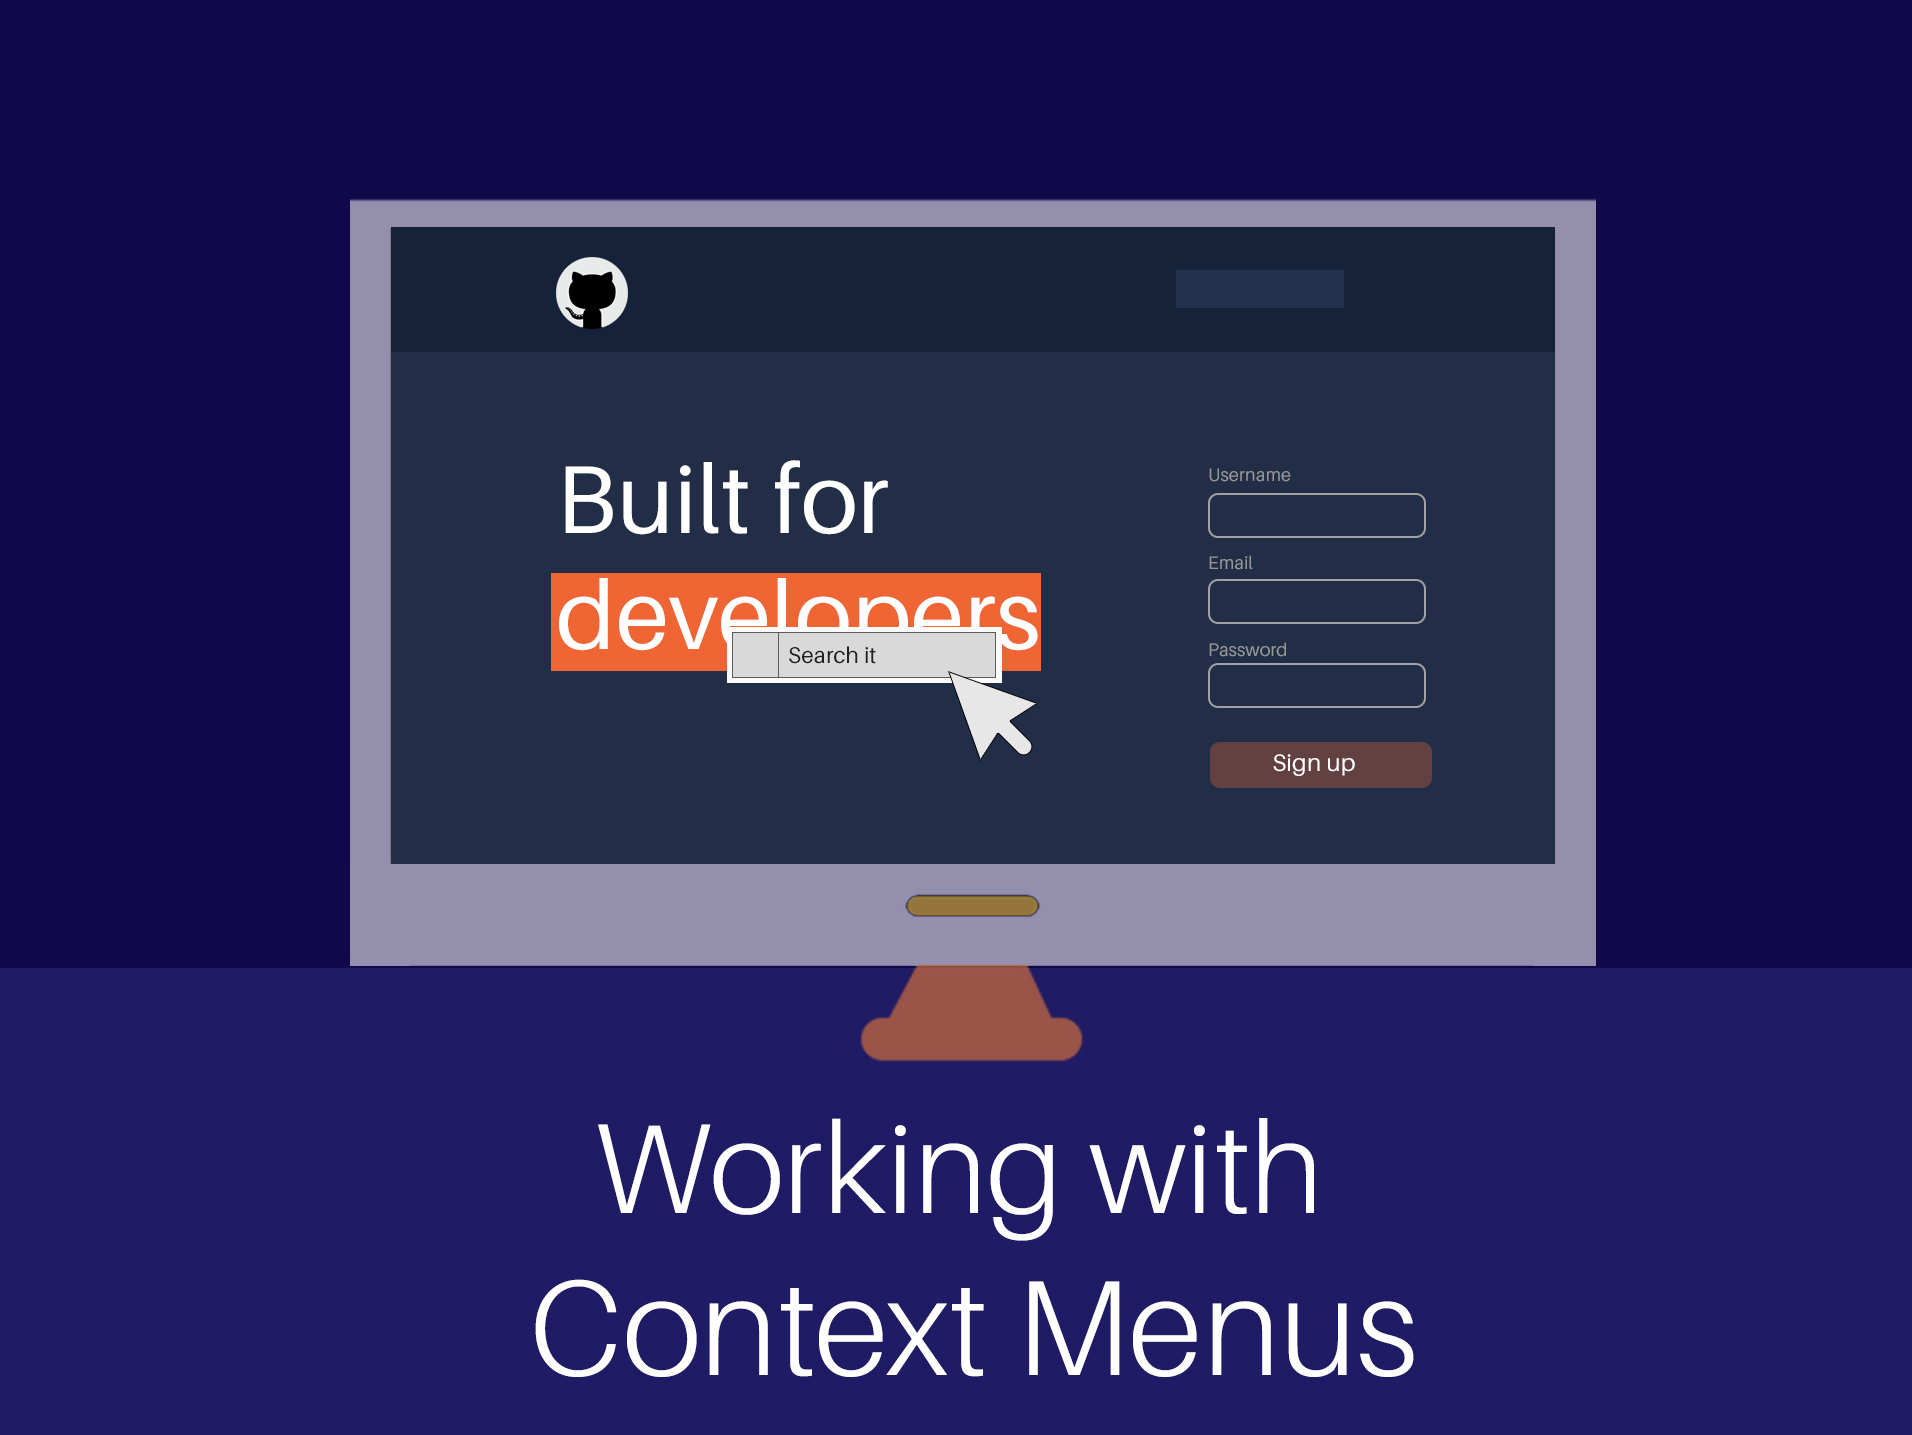 Built for
developers
Search it
Username
Email
Password
Sign up
Working with
Context Menus